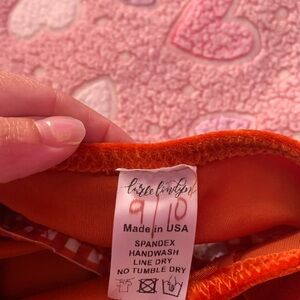 9/10
Made in USA
SPANDEX
HANDWASH
LINE DRY
NO TUMBLE DRY